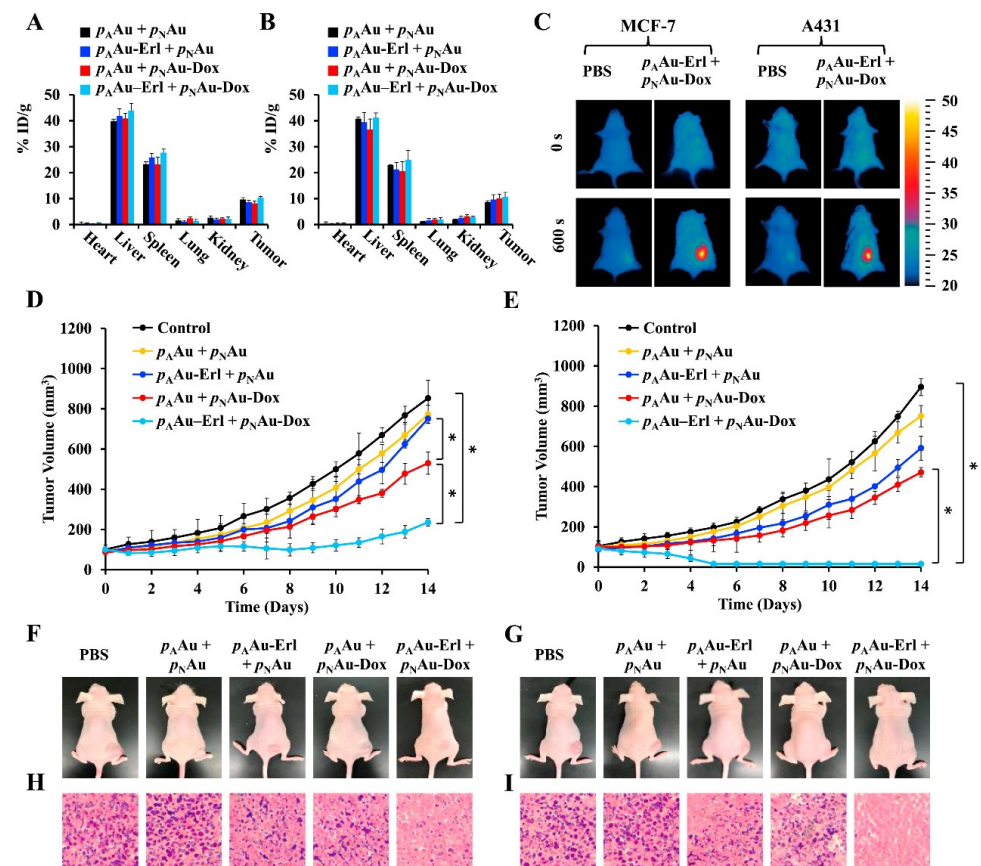 A
pAAu + pNAu
pAAu-Erl + pNAu
pAAu + pNAu-Dox
pAAu–Erl + pNAu-Dox
% ID/g
50
40
30
20
10
0
Heart
Liver
Spleen
Lung
Kidney
Tumor
B
pAAu + pNAu
pAAu-Erl + pNAu
pAAu + pNAu-Dox
pAAu–Erl + pNAu-Dox
% ID/g
50
40
30
20
10
0
Heart
Liver
Spleen
Lung
Kidney
Tumor
C
MCF-7
A431
PBS
pAAu-Erl +
pNAu-Dox
PBS
pAAu-Erl +
pNAu-Dox
0 s
600 s
50
45
40
35
30
25
20
D
Control
pAAu + pNAu
pAAu-Erl + pNAu
pAAu + pNAu-Dox
pAAu–Erl + pNAu-Dox
Tumor Volume (mm³)
1200
1000
800
600
400
200
0
0 2 4 6 8 10 12 14
Time (Days)
*
*
*
E
Control
pAAu + pNAu
pAAu-Erl + pNAu
pAAu + pNAu-Dox
pAAu–Erl + pNAu-Dox
Tumor Volume (mm³)
1200
1000
800
600
400
200
0
0 2 4 6 8 10 12 14
Time (Days)
*
*
F
PBS
pAAu +
pNAu
pAAu-Erl
+ pNAu
pAAu +
pNAu-Dox
pAAu-Erl +
pNAu-Dox
G
PBS
pAAu +
pNAu
pAAu-Erl
+ pNAu
pAAu +
pNAu-Dox
pAAu-Erl +
pNAu-Dox
H
I